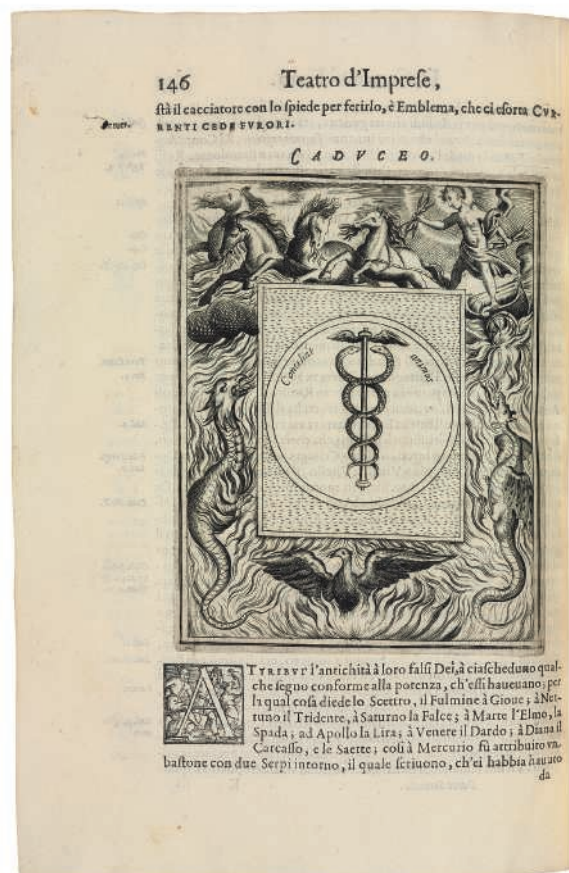 146 Teatro d'Imprese,
stà il cacciatore con lo spiede per ferirlo, è Emblema, che ci esorta CVR-
RENTI CEDE FVRORI.
CADVCEO.
Conciliat animos
ATTRIBVI' l'antichità à loro falsi Dei, à ciascheduno qual-
che segno conforme alla potenza, ch'essi haueuano; per
la qual cosa diede lo Scettro, il Fulmine à Gioue; à Net-
tuno il Tridente, à Saturno la Falce; à Marte l'Elmo, la
Spada; ad Apollo la Lira; à Venere il Dardo; à Diana il
Carcasso, e le Saette; così à Mercurio fù attribuito vn
bastone con due Serpi intorno, il quale scriuono, ch'ei habbia hauuto
da